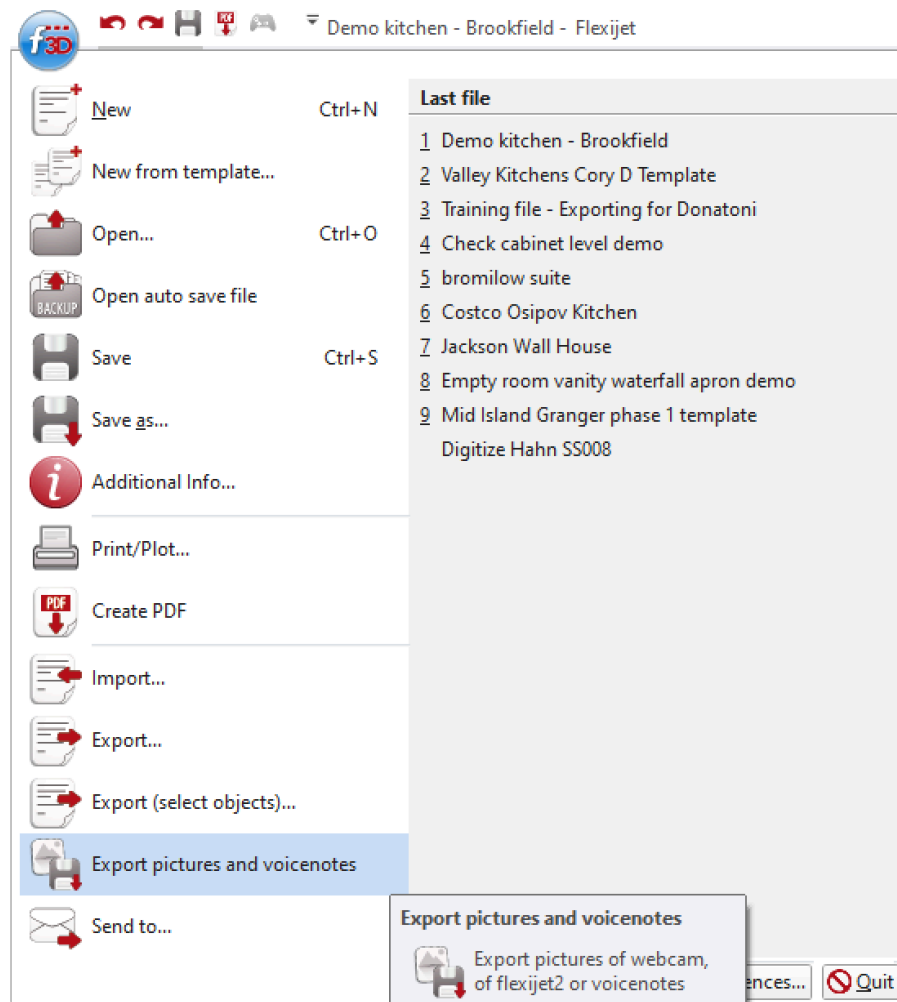 PDF
Demo kitchen - Brookfield - Flexijet
f3D
New Ctrl+N
New from template...
Open... Ctrl+O
BACKUP
Open auto save file
Save Ctrl+S
Save as...
i
Additional Info...
Print/Plot...
PDF
Create PDF
Import...
Export...
Export (select objects)...
Export pictures and voicenotes
Send to...
Last file
1 Demo kitchen - Brookfield
2 Valley Kitchens Cory D Template
3 Training file - Exporting for Donatoni
4 Check cabinet level demo
5 bromilow suite
6 Costco Osipov Kitchen
7 Jackson Wall House
8 Empty room vanity waterfall apron demo
9 Mid Island Granger phase 1 template
Digitize Hahn SS008
Export pictures and voicenotes
Export pictures of webcam,
of flexijet2 or voicenotes
ences...
Quit